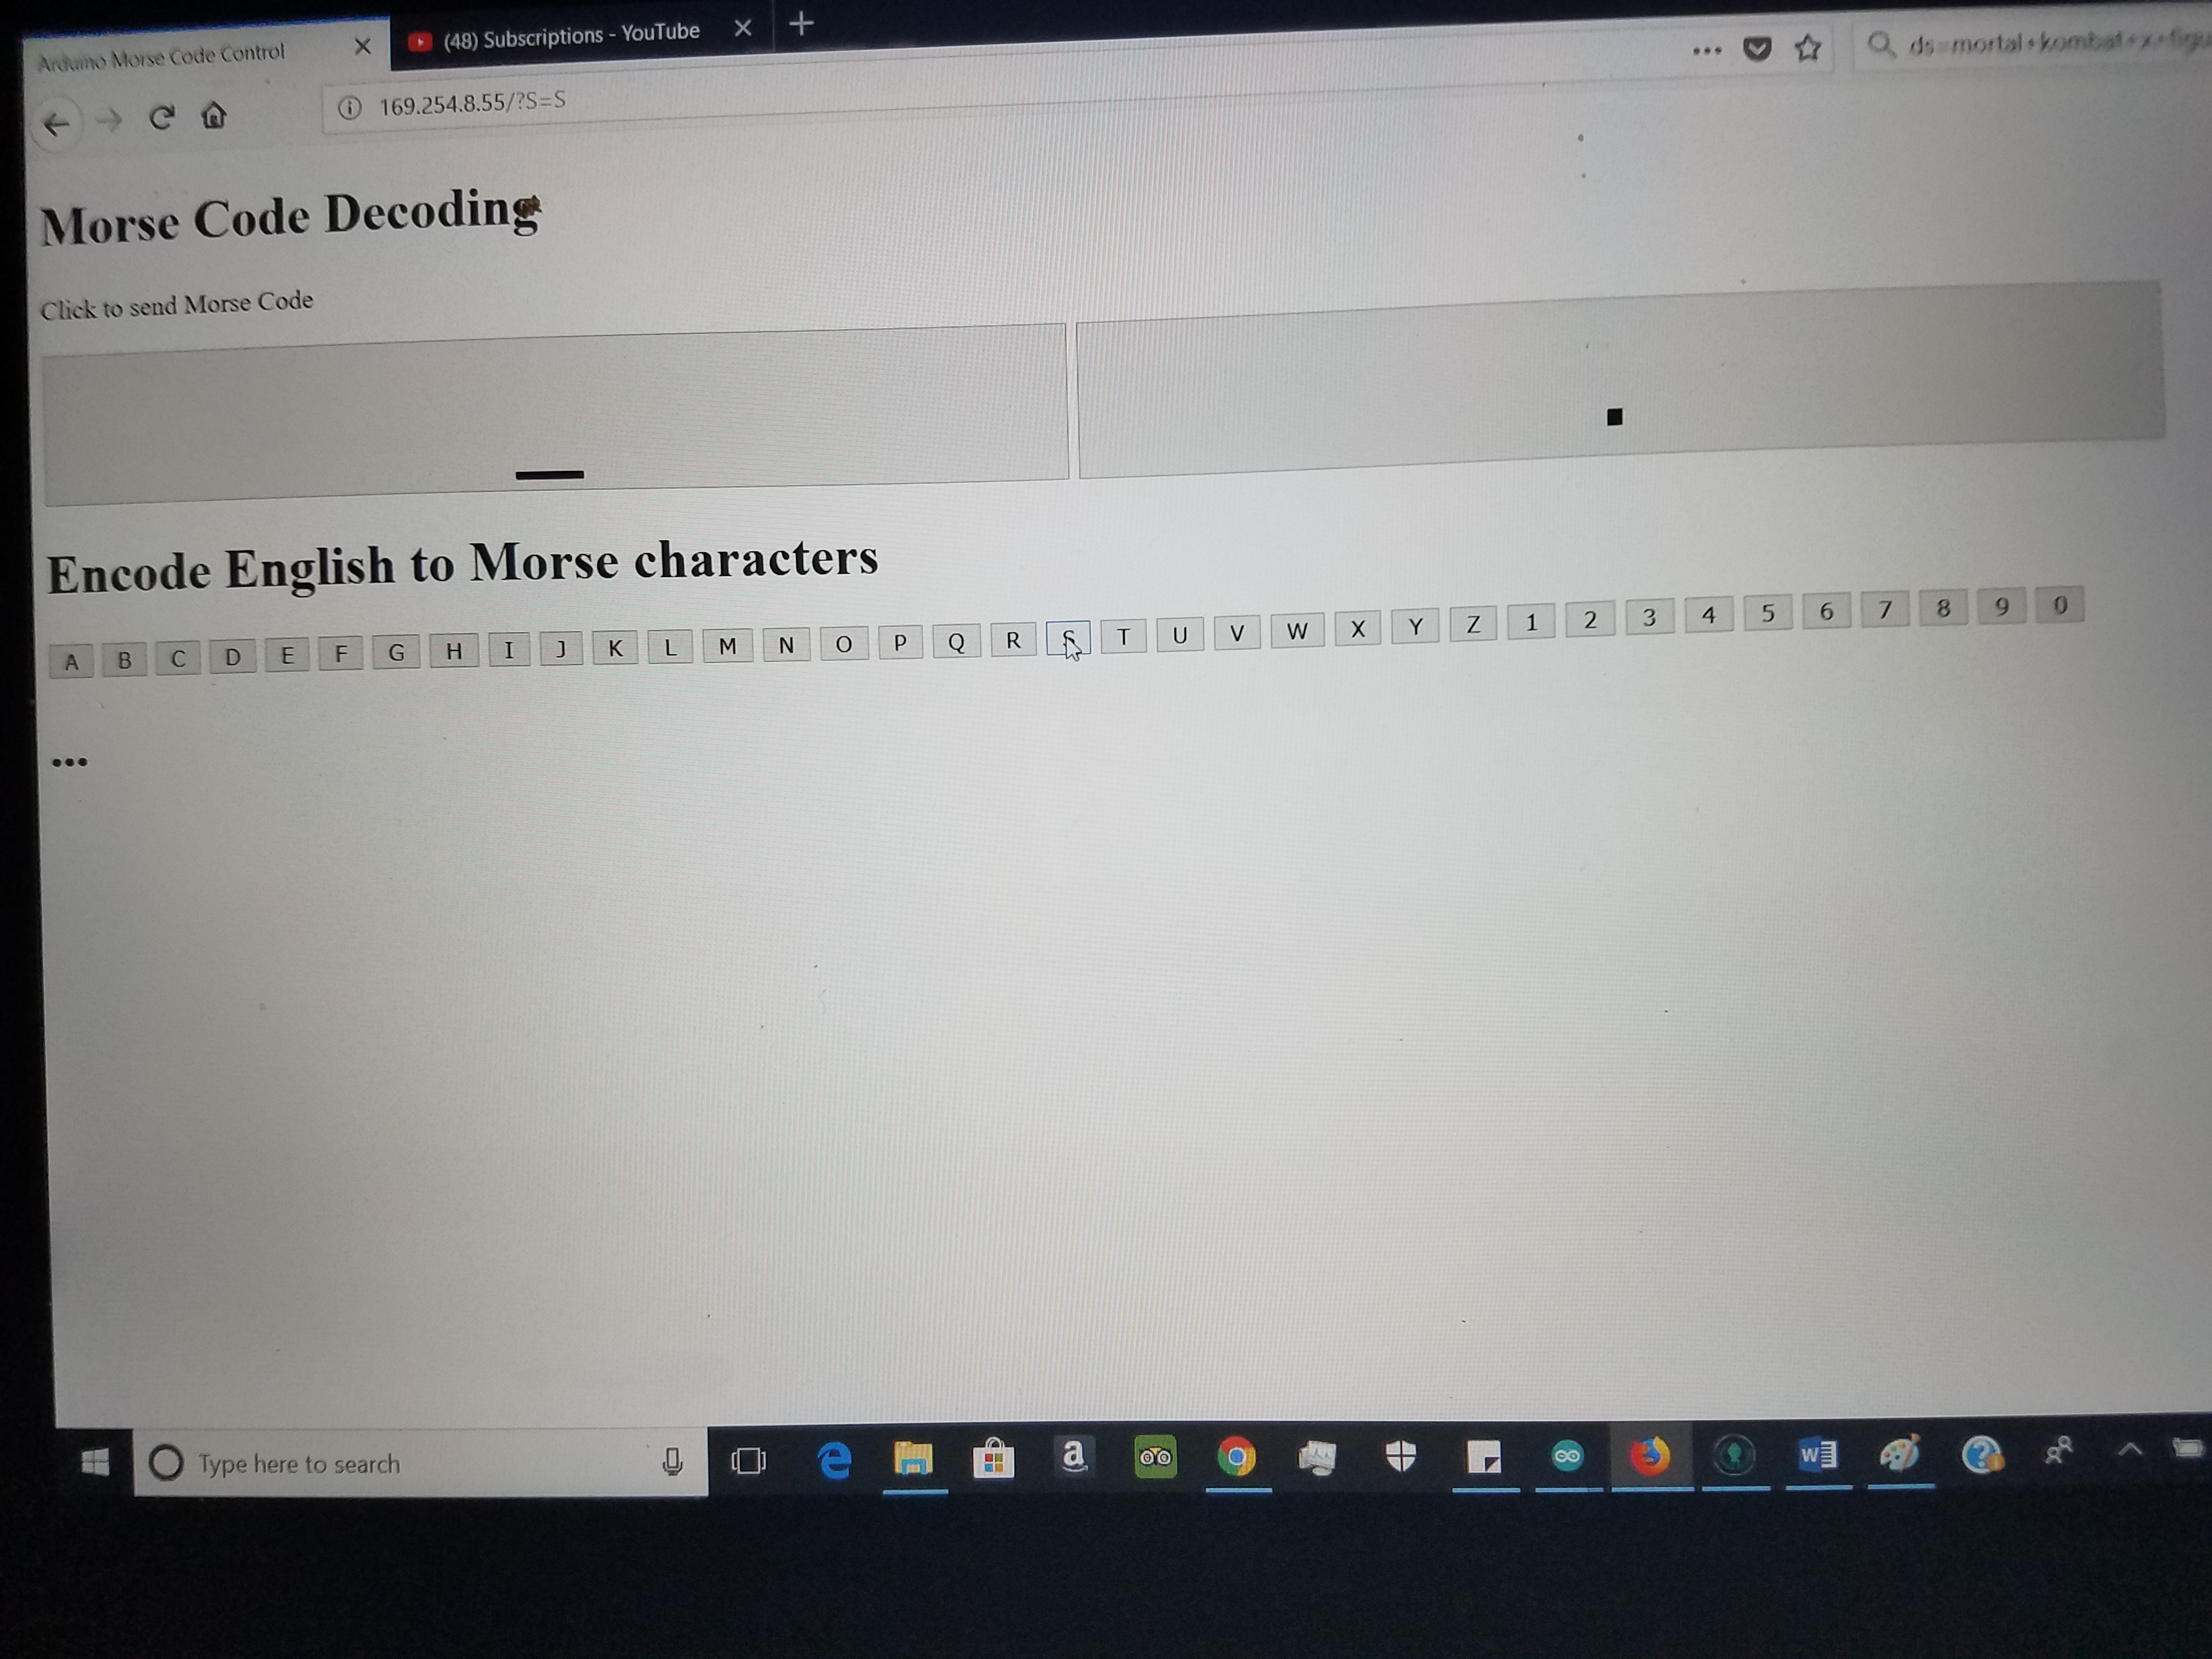 Arduino Morse Code Control
(48) Subscriptions - YouTube
169.254.8.55/?S=S
ds=mortal+kombat+x+figu
Morse Code Decoding
Click to send Morse Code
Encode English to Morse characters
A B C D E F G H I J K L M N O P Q R S T U V W X Y Z 1 2 3 4 5 6 7 8 9 0
•••
Type here to search